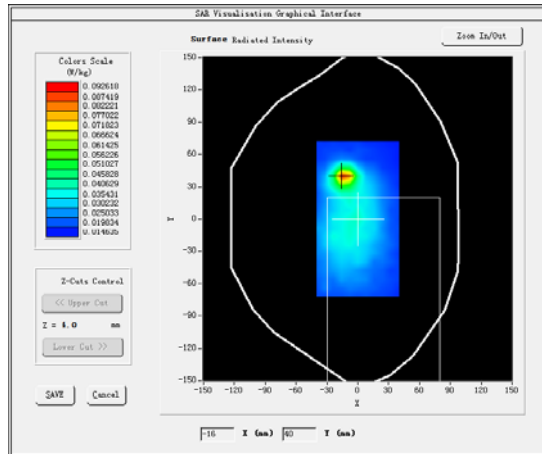 SAR Visualisation Graphical Interface
Surface Radiated Intensity
Zoom In/Out
Colors Scale
(W/kg)
0.092618
0.087419
0.082221
0.077022
0.071823
0.066624
0.061425
0.056226
0.051027
0.045828
0.040629
0.035431
0.030232
0.025033
0.019834
0.014635
150
120
90
60
30
0
-30
-60
-90
-120
-150
Y
-150 -120 -90 -60 -30 0 30 60 90 120 150
X
Z-Cuts Control
<< Upper Cut
Z = 4.0 mm
Lower Cut >>
SAVE Cancel
-16 X (mm) 40 Y (mm)